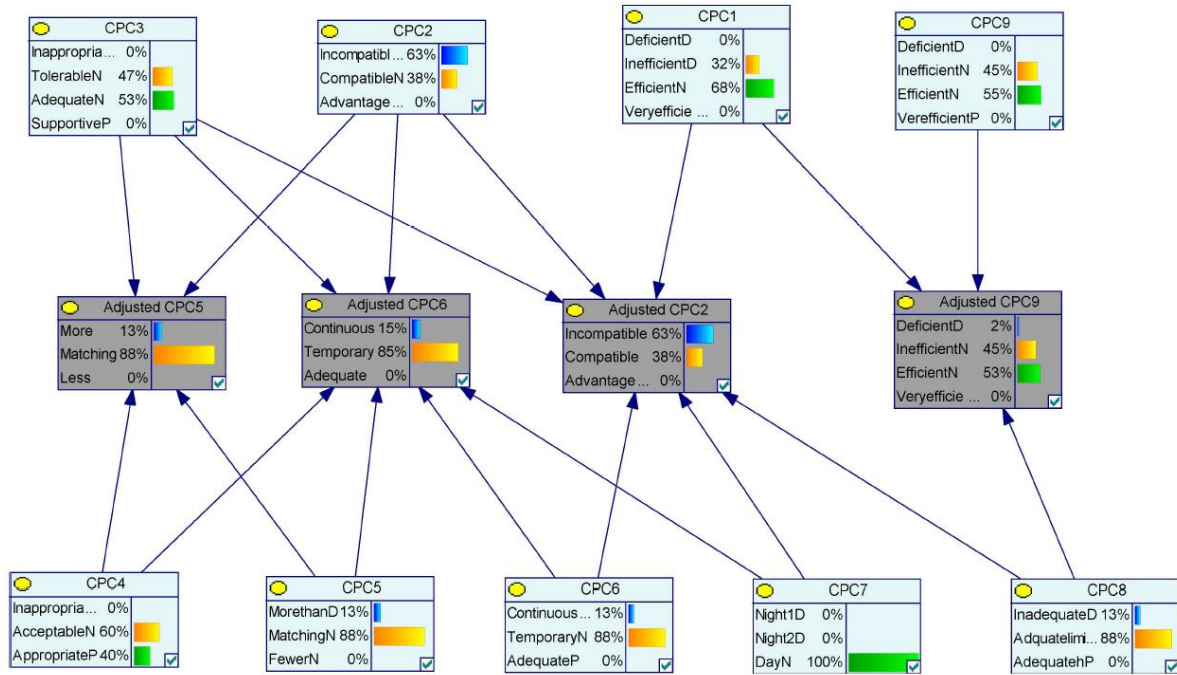 CPC3
Inappropria... 0%
TolerableN 47%
AdequateN 53%
SupportiveP 0%
CPC2
Incompatibl... 63%
CompatibleN 38%
Advantage... 0%
CPC1
DeficientD 0%
InefficientD 32%
EfficientN 68%
Veryefficie... 0%
CPC9
DeficientD 0%
InefficientN 45%
EfficientN 55%
VerefficientP 0%
Adjusted CPC5
More 13%
Matching 88%
Less 0%
Adjusted CPC6
Continuous 15%
Temporary 85%
Adequate 0%
Adjusted CPC2
Incompatible 63%
Compatible 38%
Advantage... 0%
Adjusted CPC9
DeficientD 2%
InefficientN 45%
EfficientN 53%
Veryefficie... 0%
CPC4
Inappropria... 0%
AcceptableN 60%
AppropriateP 40%
CPC5
MorethanD 13%
MatchingN 88%
FewerN 0%
CPC6
Continuous... 13%
TemporaryN 88%
AdequateP 0%
CPC7
Night1D 0%
Night2D 0%
DayN 100%
CPC8
InadequateD 13%
Adquatelimi... 88%
AdequatehP 0%